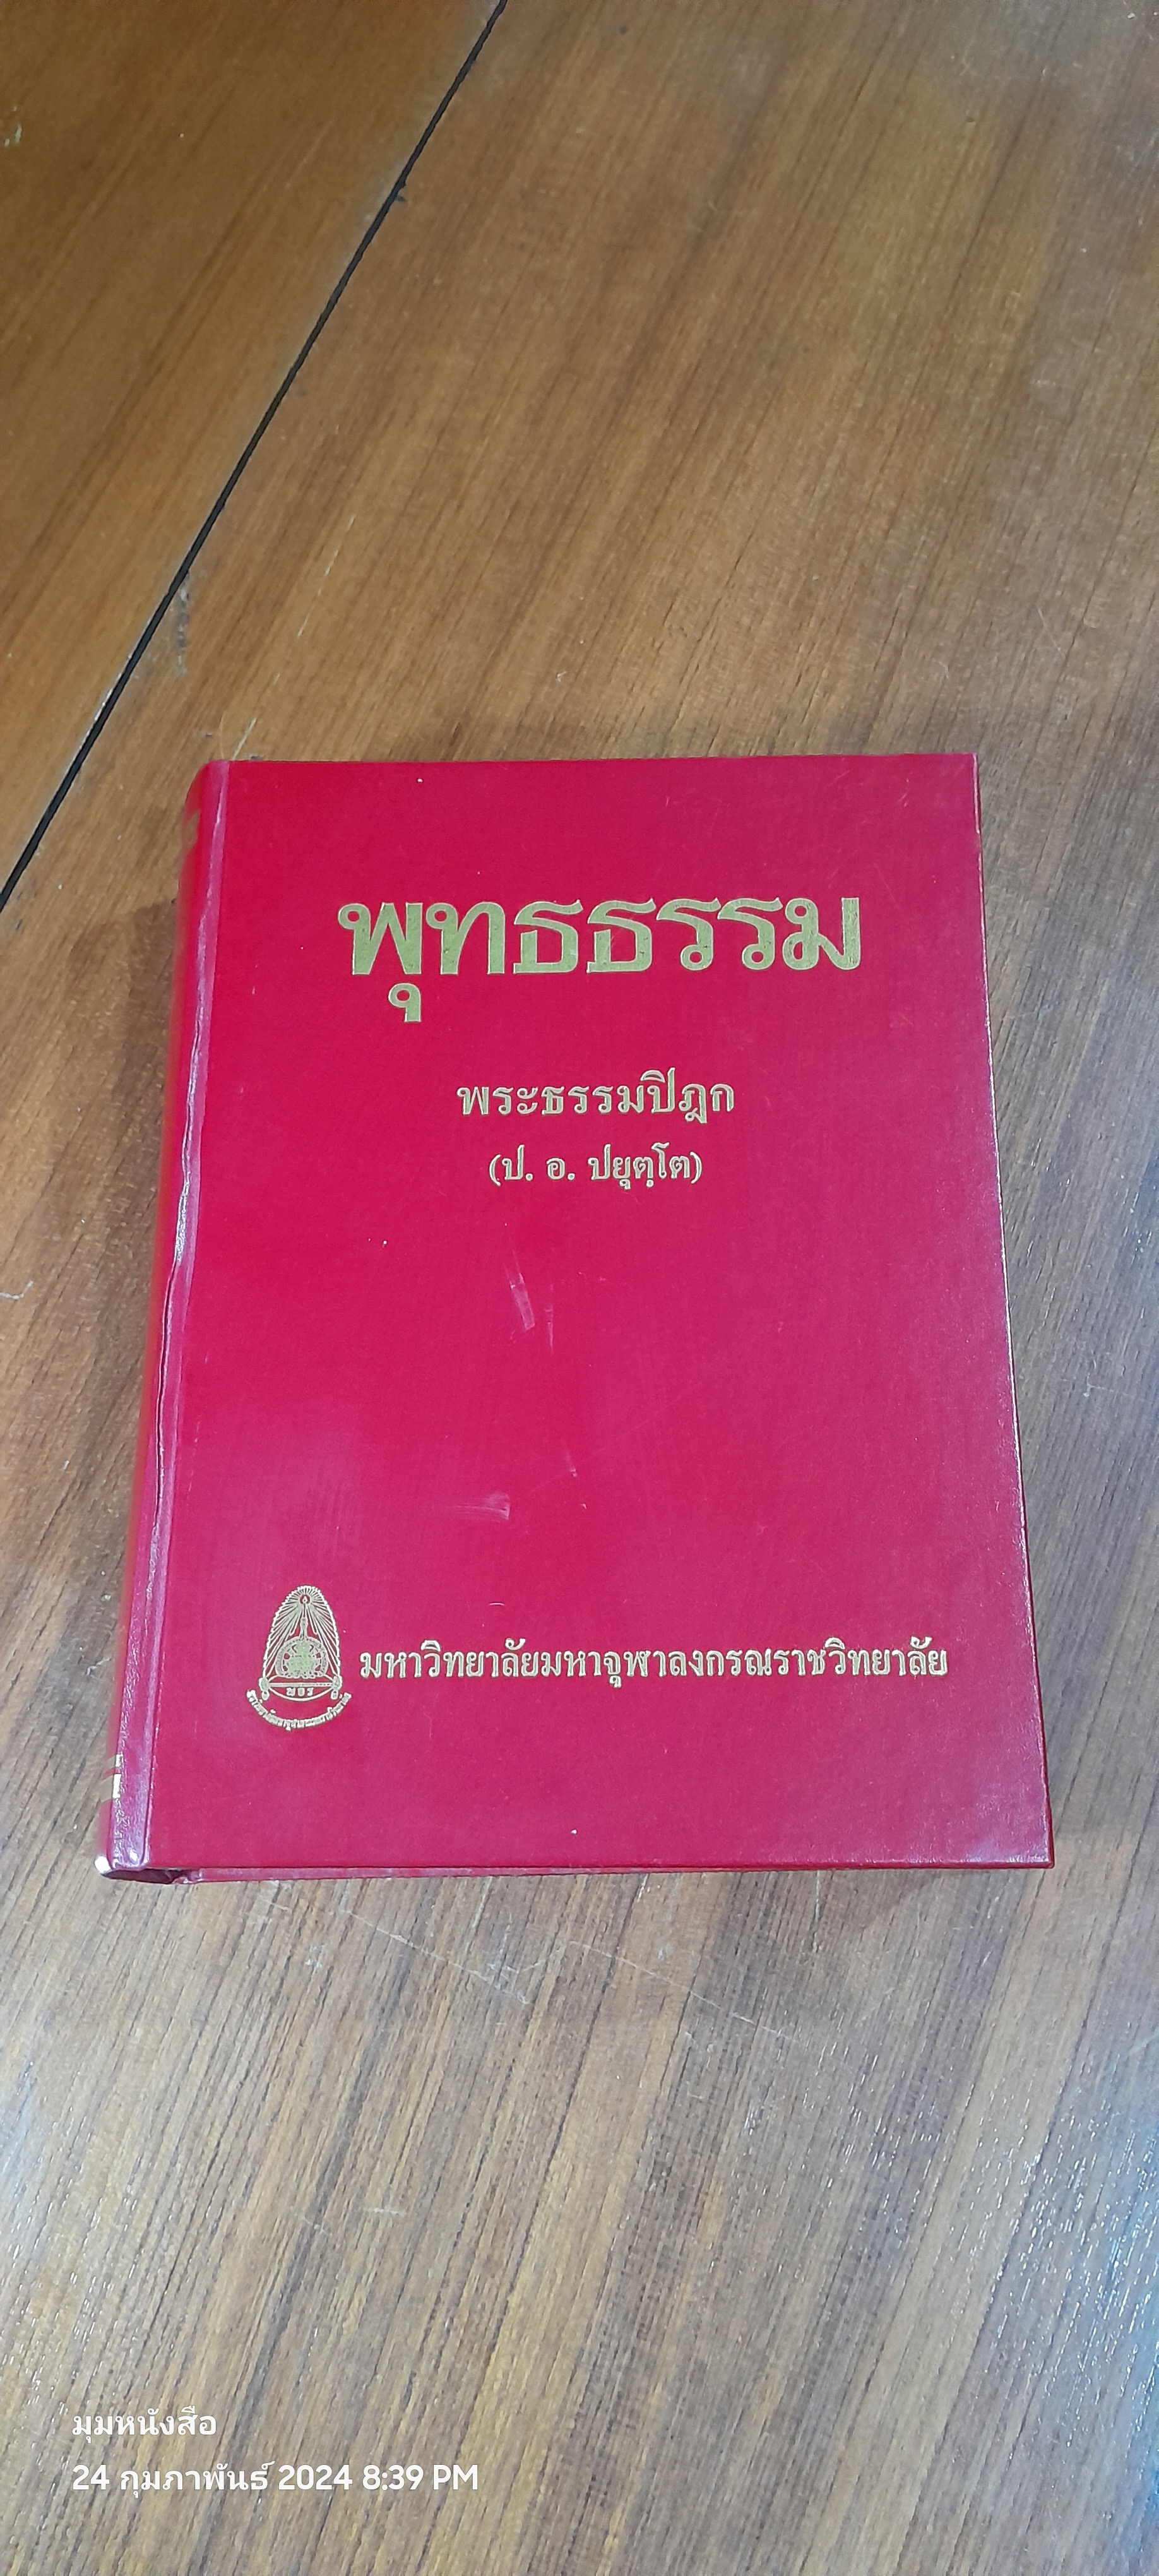 พุทธธรรม
พระธรรมปิฎก
(ป. อ. ปยุตฺโต)
มหาวิทยาลัยมหาจุฬาลงกรณราชวิทยาลัย
มุมหนังสือ
24 กุมภาพันธ์ 2024 8:39 PM